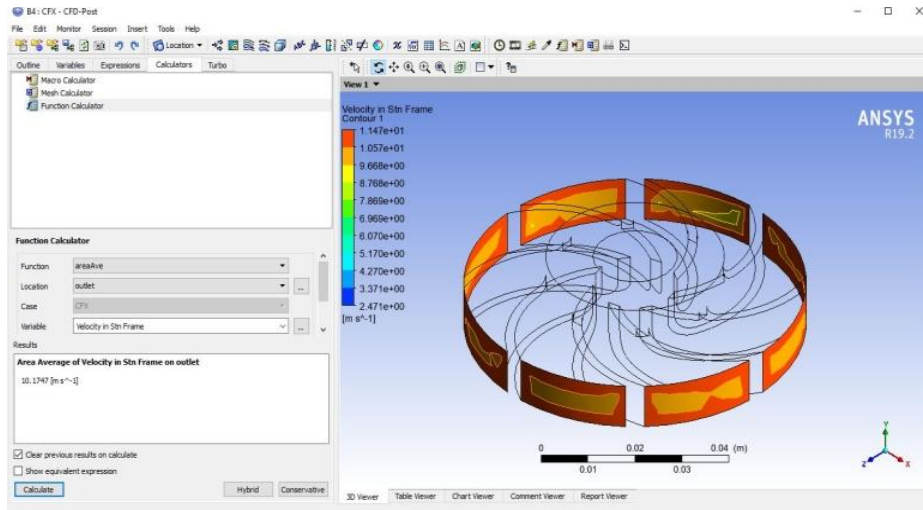 B4 : CFX - CFD-Post
File Edit Monitor Session Insert Tools Help
Location
Outline Variables Expressions Calculators Turbo
Macro Calculator
Mesh Calculator
Function Calculator
Function Calculator
Function areaAve
Location outlet
Case CFX
Variable Velocity in Stn Frame
Results
Area Average of Velocity in Stn Frame on outlet
10.1747 [m s^-1]
Clear previous results on calculate
Show equivalent expression
Calculate Hybrid Conservative
View 1
Velocity in Stn Frame
Contour 1
1.147e+01
1.057e+01
9.668e+00
8.768e+00
7.869e+00
6.969e+00
6.070e+00
5.170e+00
4.270e+00
3.371e+00
2.471e+00
[m s^-1]
ANSYS
R19.2
0 0.02 0.04 (m)
0.01 0.03
Y
Z X
3D Viewer Table Viewer Chart Viewer Comment Viewer Report Viewer